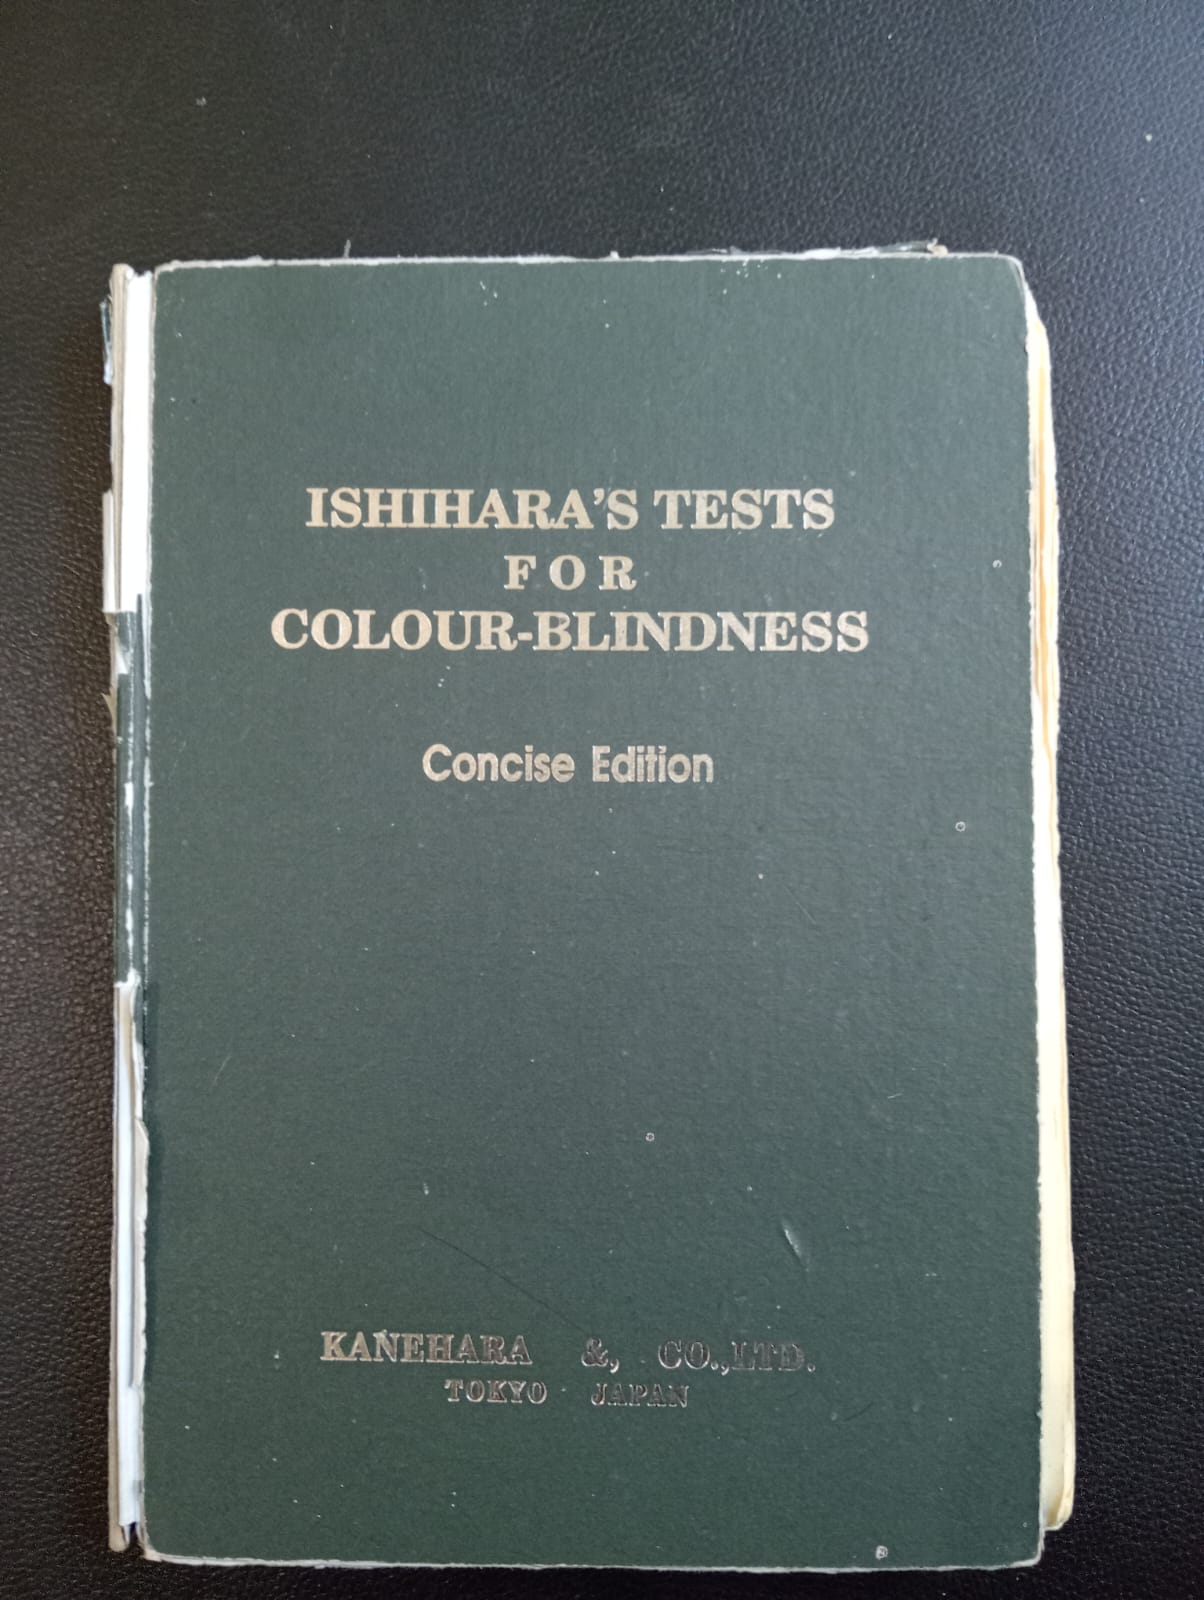 ISHIHARA'S TESTS
FOR
COLOUR-BLINDNESS
Concise Edition
KANEHARA &, CO.,LTD.
TOKYO JAPAN